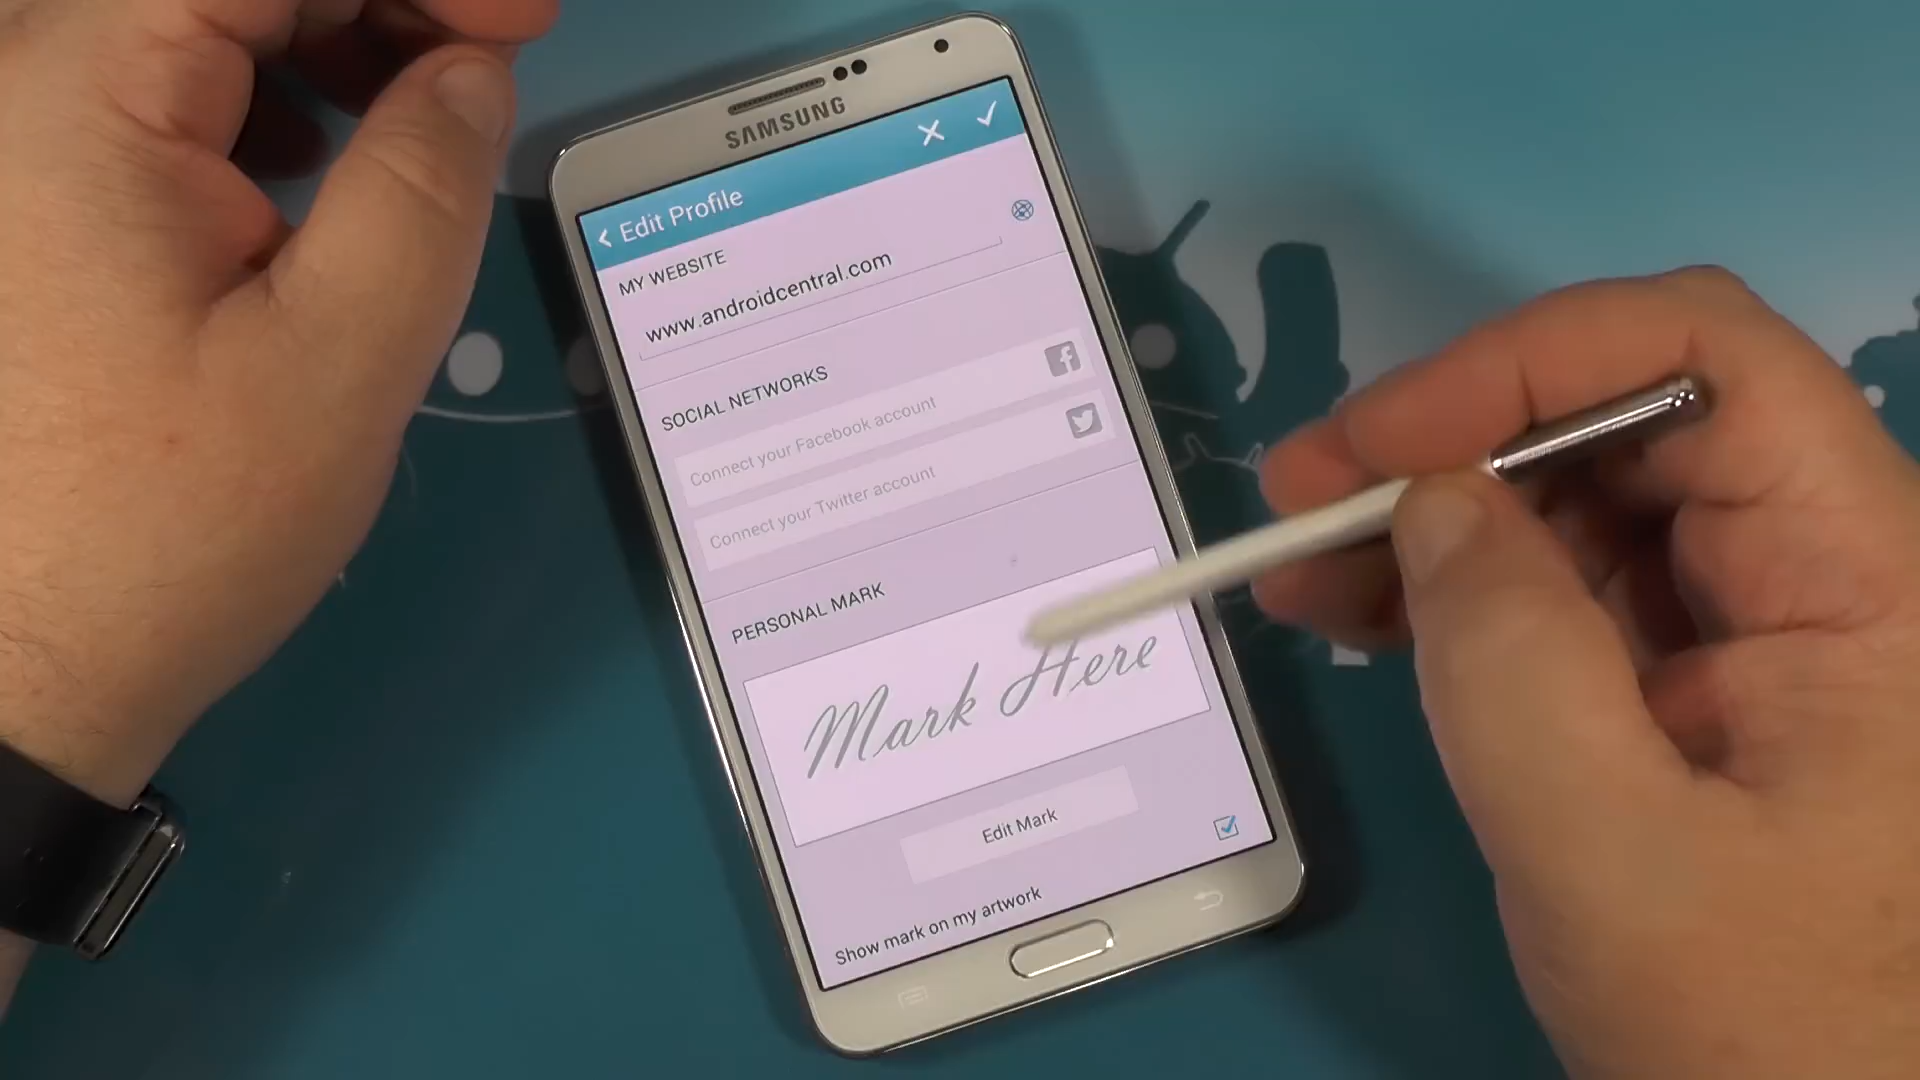 SAMSUNG
Edit Profile
MY WEBSITE
www.androidcentral.com
SOCIAL NETWORKS
Connect your Facebook account
Connect your Twitter account
PERSONAL MARK
Mark Here
Edit Mark
Show mark on my artwork